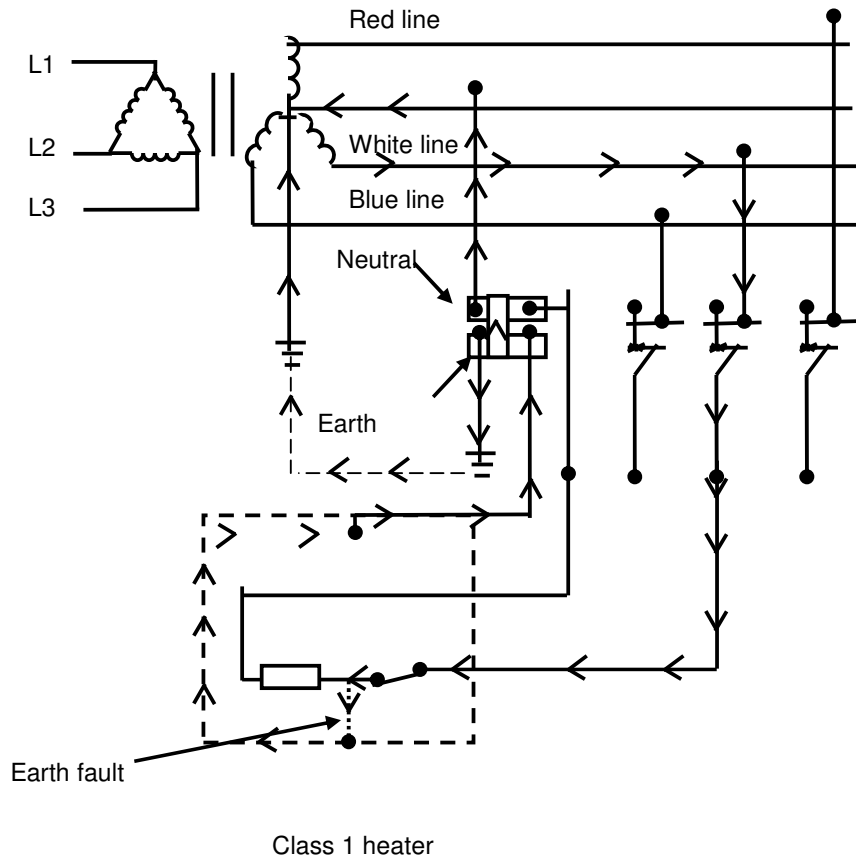 Red line
L1
L2
White line
Blue line
L3
Neutral
Earth
Earth fault
Class 1 heater